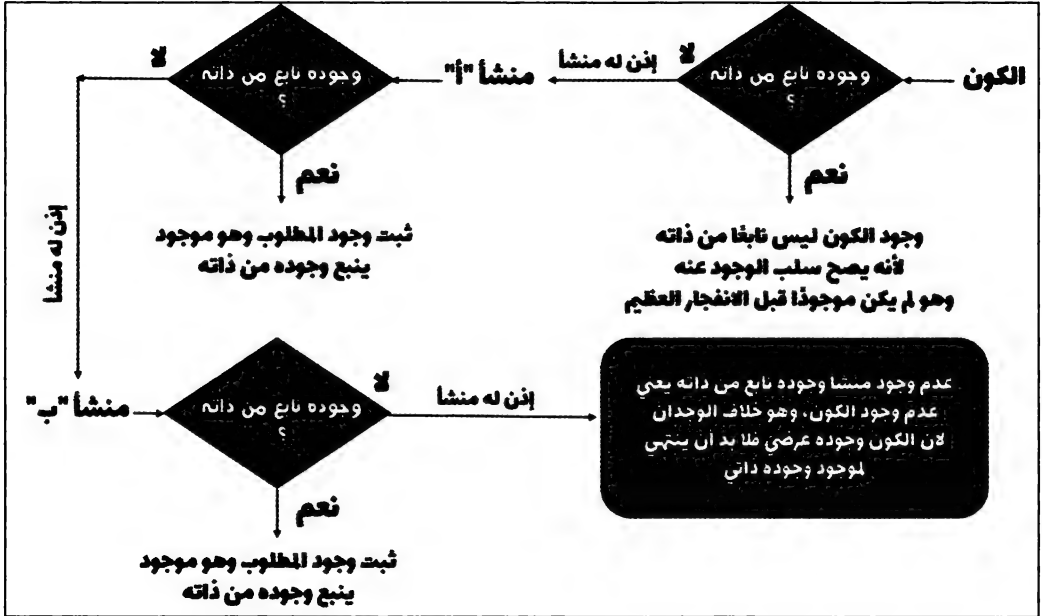 الكون
وجوده نابع من ذاته
؟
لا
إذن له منشأ
نعم
وجود الكون ليس نابعًا من ذاته
لأنه يصح سلب الوجود عنه
وهو لم يكن موجودًا قبل الانفجار العظيم
منشأ "أ"
وجوده نابع من ذاته
؟
لا
نعم
ثبت وجود المطلوب وهو موجود
ينبع وجوده من ذاته
إذن له منشأ
منشأ "ب"
وجوده نابع من ذاته
؟
لا
إذن له منشأ
نعم
ثبت وجود المطلوب وهو موجود
ينبع وجوده من ذاته
عدم وجود منشا وجوده نابع من ذاته يعني
عدم وجود الكون، وهو خلاف الوجدان
لان الكون وجوده عرضي فلا بد أن ينتهي
لموجود وجوده ذاتي